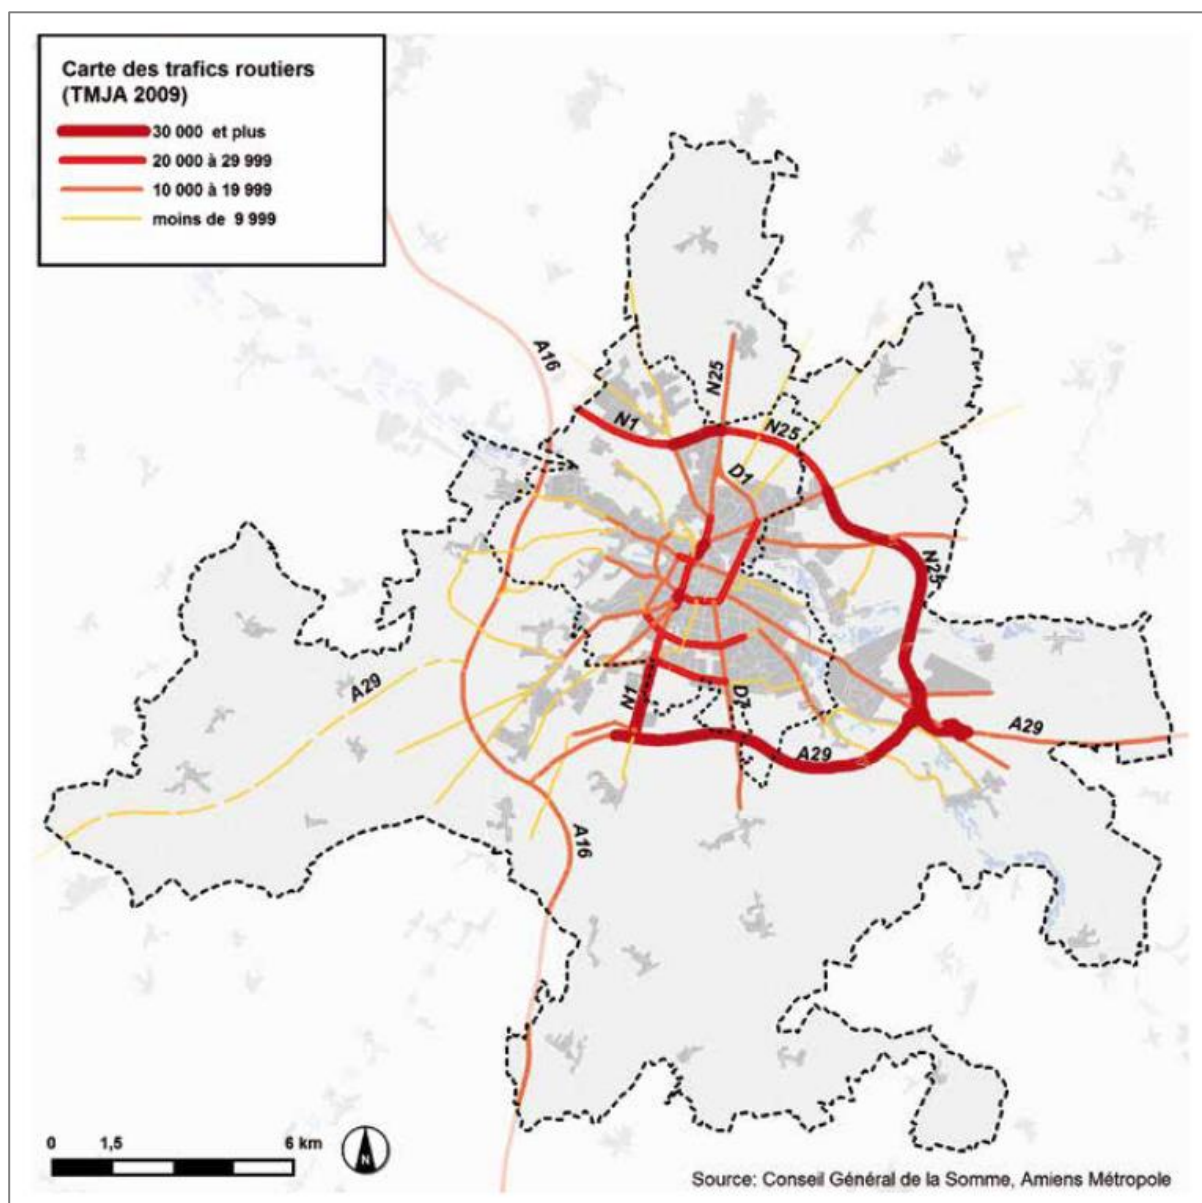 Carte des trafics routiers
(TMJA 2009)
30 000 et plus
20 000 à 29 999
10 000 à 19 999
moins de 9 999
A16
N25
N1
N25
D1
N25
A29
N1
D7
A29
A29
A16
0 1,5 6 km
N
Source: Conseil Général de la Somme, Amiens Métropole